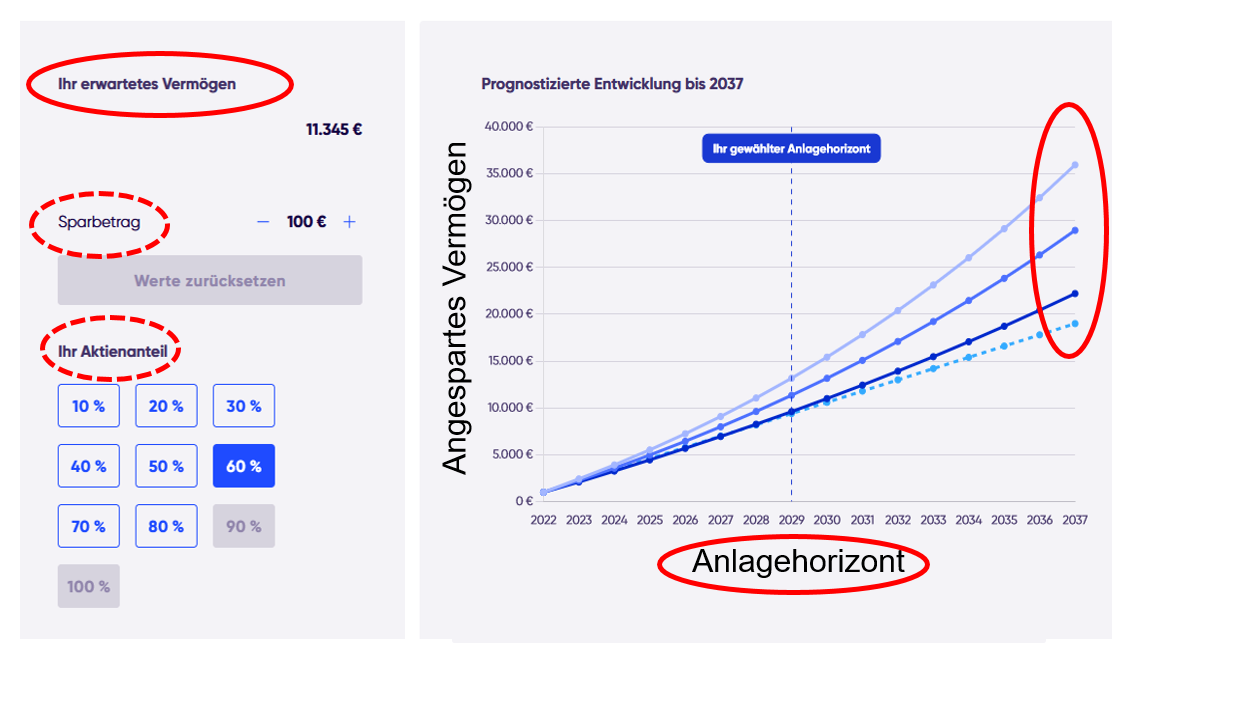 Ihr erwartetes Vermögen
11.345 €
Sparbetrag
− 100 € +
Werte zurücksetzen
Ihr Aktienanteil
10 % 20 % 30 %
40 % 50 % 60 %
70 % 80 % 90 %
100 %
Prognostizierte Entwicklung bis 2037
Ihr gewählter Anlagehorizont
Angespartes Vermögen
40.000 €
35.000 €
30.000 €
25.000 €
20.000 €
15.000 €
10.000 €
5.000 €
0 €
2022 2023 2024 2025 2026 2027 2028 2029 2030 2031 2032 2033 2034 2035 2036 2037
Anlagehorizont